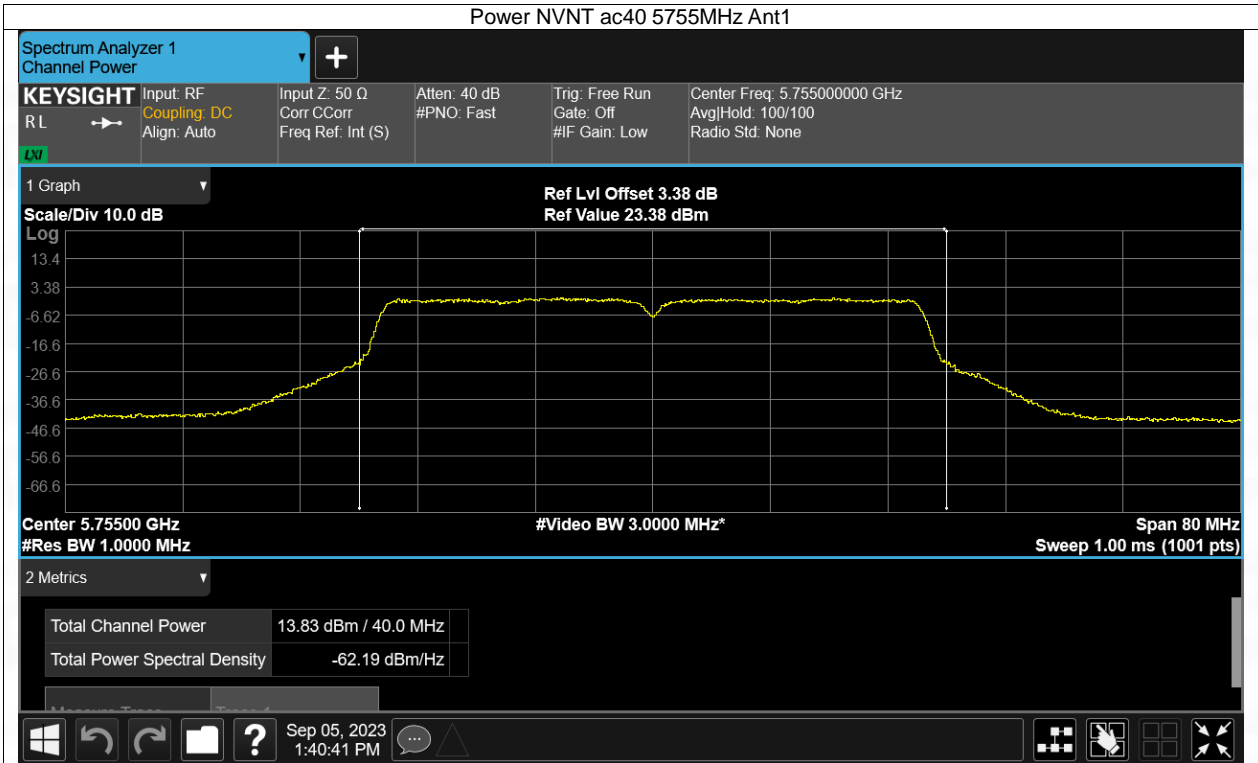 Power NVNT ac40 5755MHz Ant1
Spectrum Analyzer 1
Channel Power
KEYSIGHT
RL
LXI
Input: RF
Coupling: DC
Align: Auto
Input Z: 50 Ω
Corr CCorr
Freq Ref: Int (S)
Atten: 40 dB
#PNO: Fast
Trig: Free Run
Gate: Off
#IF Gain: Low
Center Freq: 5.755000000 GHz
Avg|Hold: 100/100
Radio Std: None
1 Graph
Scale/Div 10.0 dB
Ref Lvl Offset 3.38 dB
Ref Value 23.38 dBm
Log
13.4
3.38
-6.62
-16.6
-26.6
-36.6
-46.6
-56.6
-66.6
Center 5.75500 GHz
#Video BW 3.0000 MHz*
Span 80 MHz
#Res BW 1.0000 MHz
Sweep 1.00 ms (1001 pts)
2 Metrics
Total Channel Power 13.83 dBm / 40.0 MHz
Total Power Spectral Density -62.19 dBm/Hz
Sep 05, 2023
1:40:41 PM